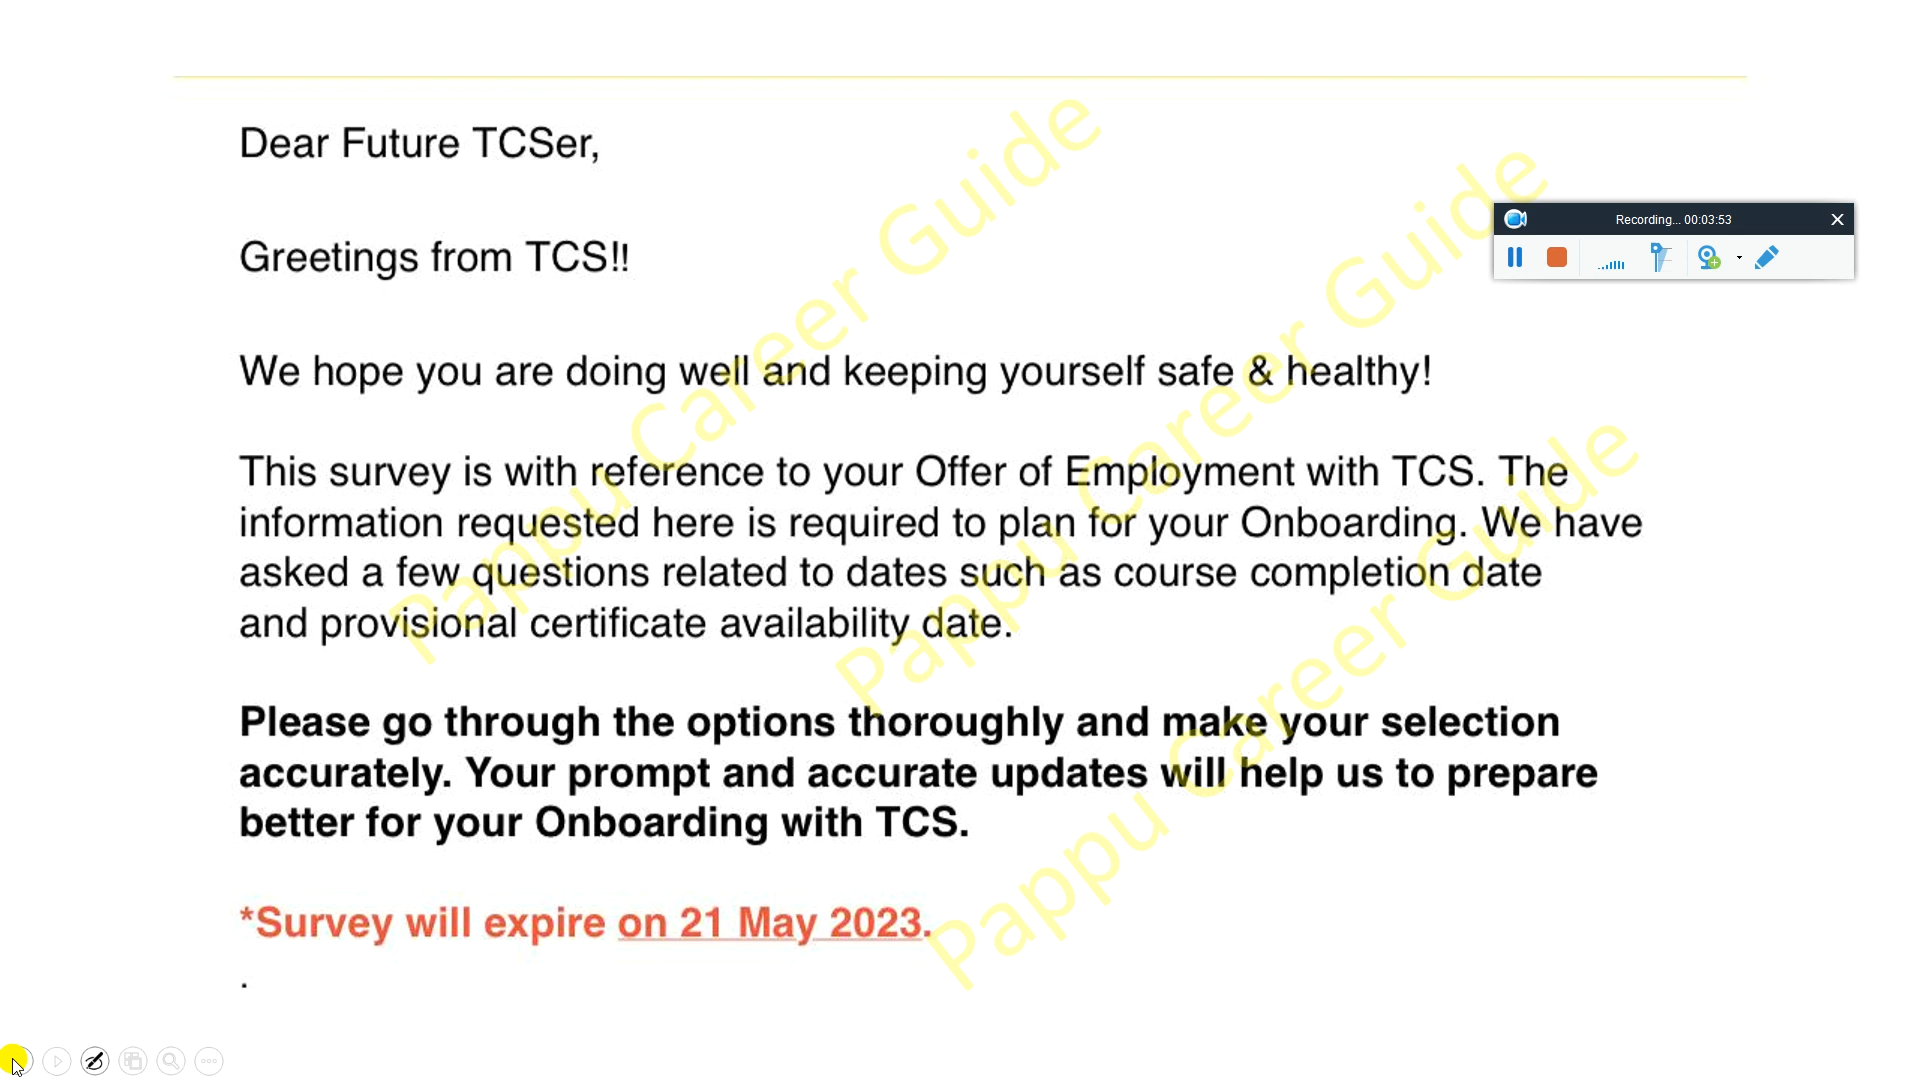 Dear Future TCSer,
Greetings from TCS!!
Recording... 00:03:53
We hope you are doing well and keeping yourself safe & healthy!
This survey is with reference to your Offer of Employment with TCS. The
information requested here is required to plan for your Onboarding. We have
asked a few questions related to dates such as course completion date
and provisional certificate availability date.
Please go through the options thoroughly and make your selection
accurately. Your prompt and accurate updates will help us to prepare
better for your Onboarding with TCS.
*Survey will expire on 21 May 2023.
.
Pappu Career Guide
Pappu Career Guide
Pappu Career Guide